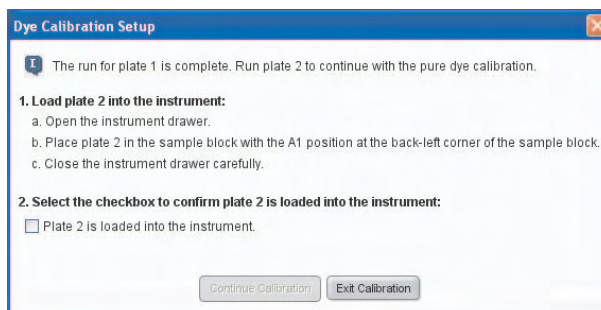 Dye Calibration Setup
The run for plate 1 is complete. Run plate 2 to continue with the pure dye calibration.
1. Load plate 2 into the instrument:
a. Open the instrument drawer.
b. Place plate 2 in the sample block with the A1 position at the back-left corner of the sample block.
c. Close the instrument drawer carefully.
2. Select the checkbox to confirm plate 2 is loaded into the instrument:
Plate 2 is loaded into the instrument.
Continue Calibration Exit Calibration